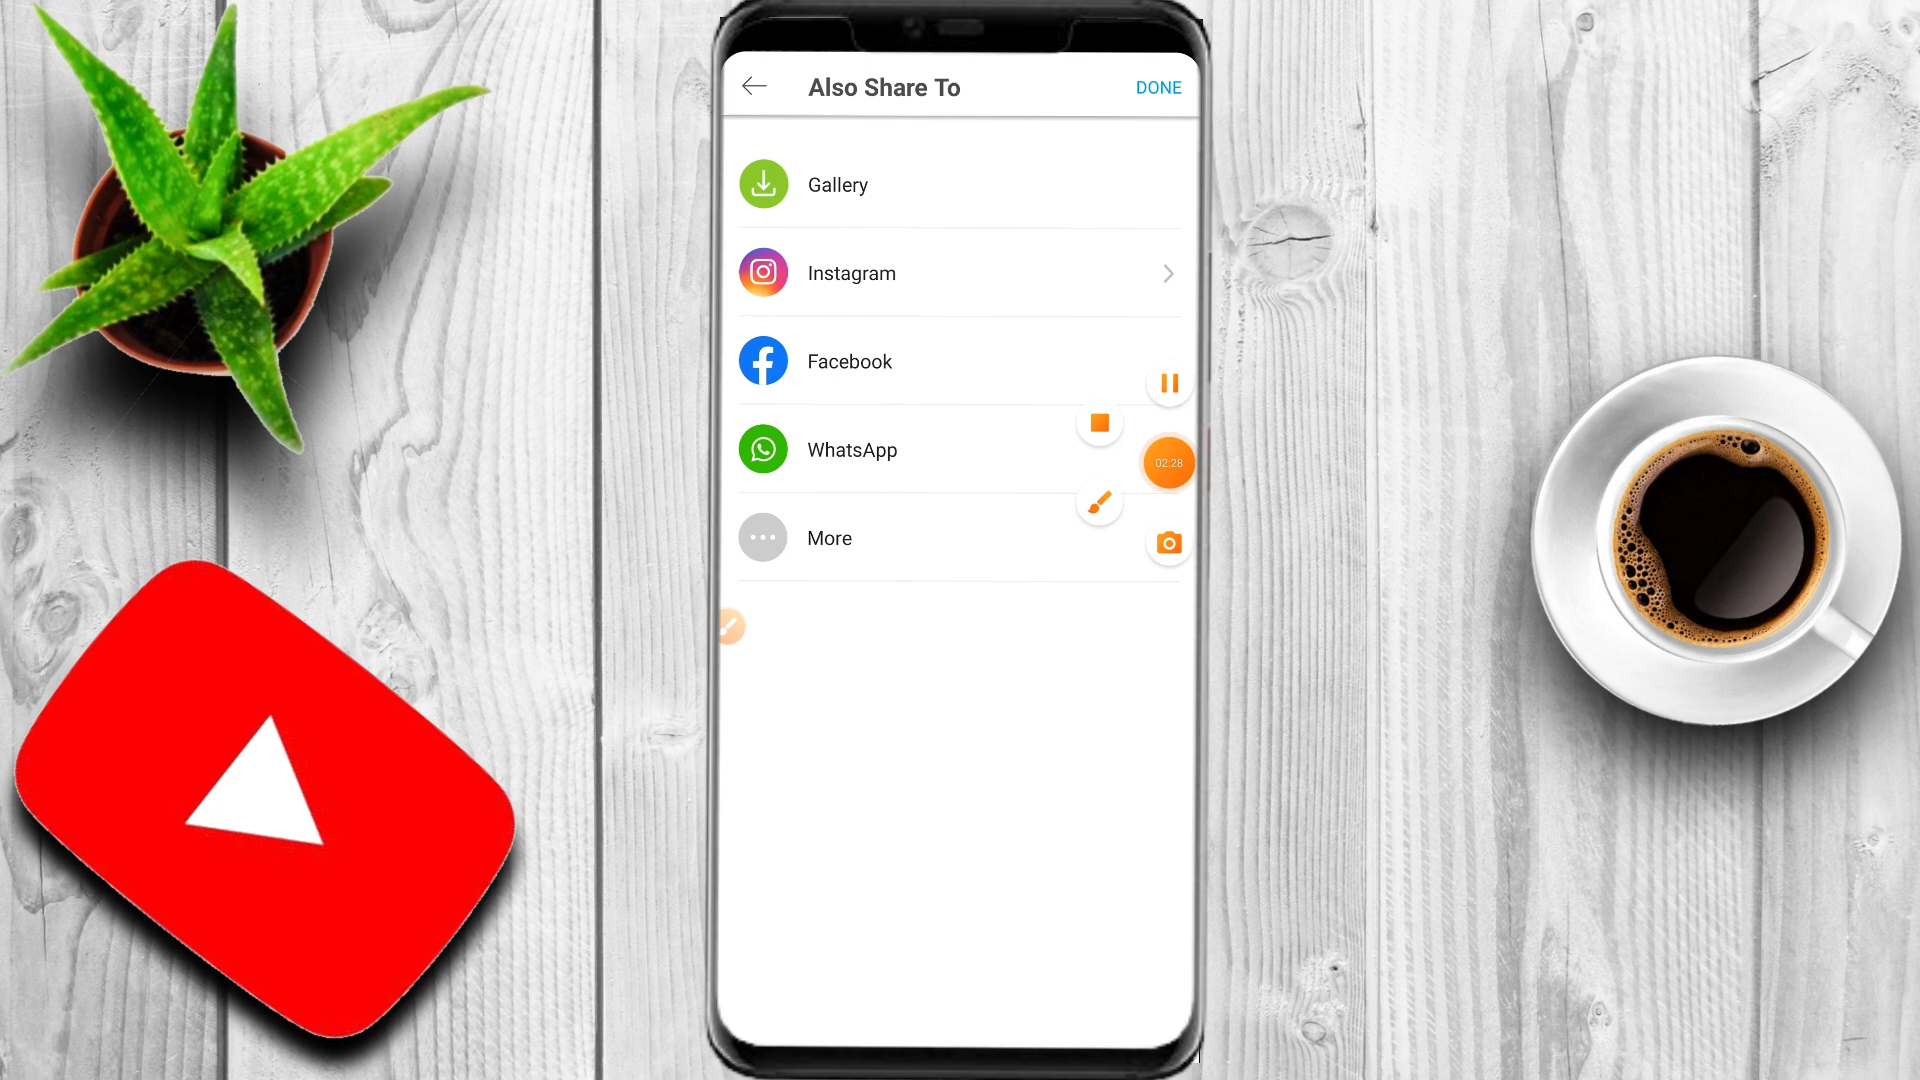 Also Share To
DONE
Gallery
Instagram
Facebook
WhatsApp
02:28
More